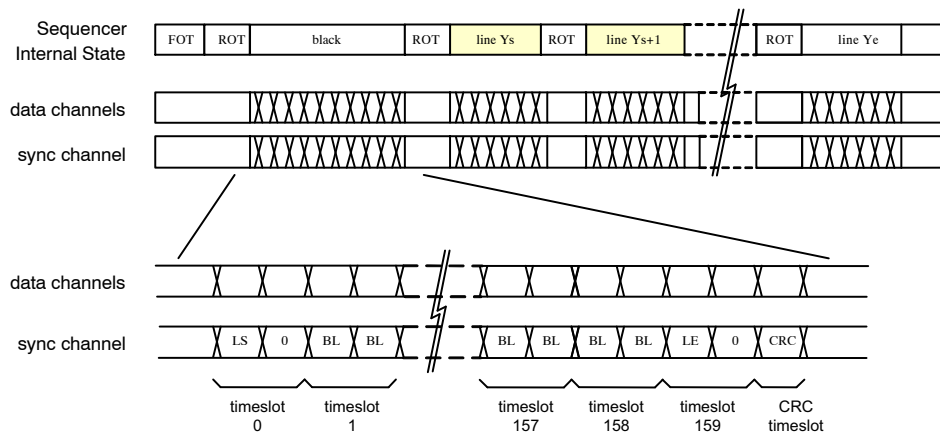 Sequencer
Internal State
FOT ROT black ROT line Ys ROT line Ys+1 ROT line Ye
data channels
sync channel
data channels
sync channel LS 0 BL BL BL BL BL BL LE 0 CRC
timeslot timeslot timeslot timeslot timeslot CRC
0 1 157 158 159 timeslot